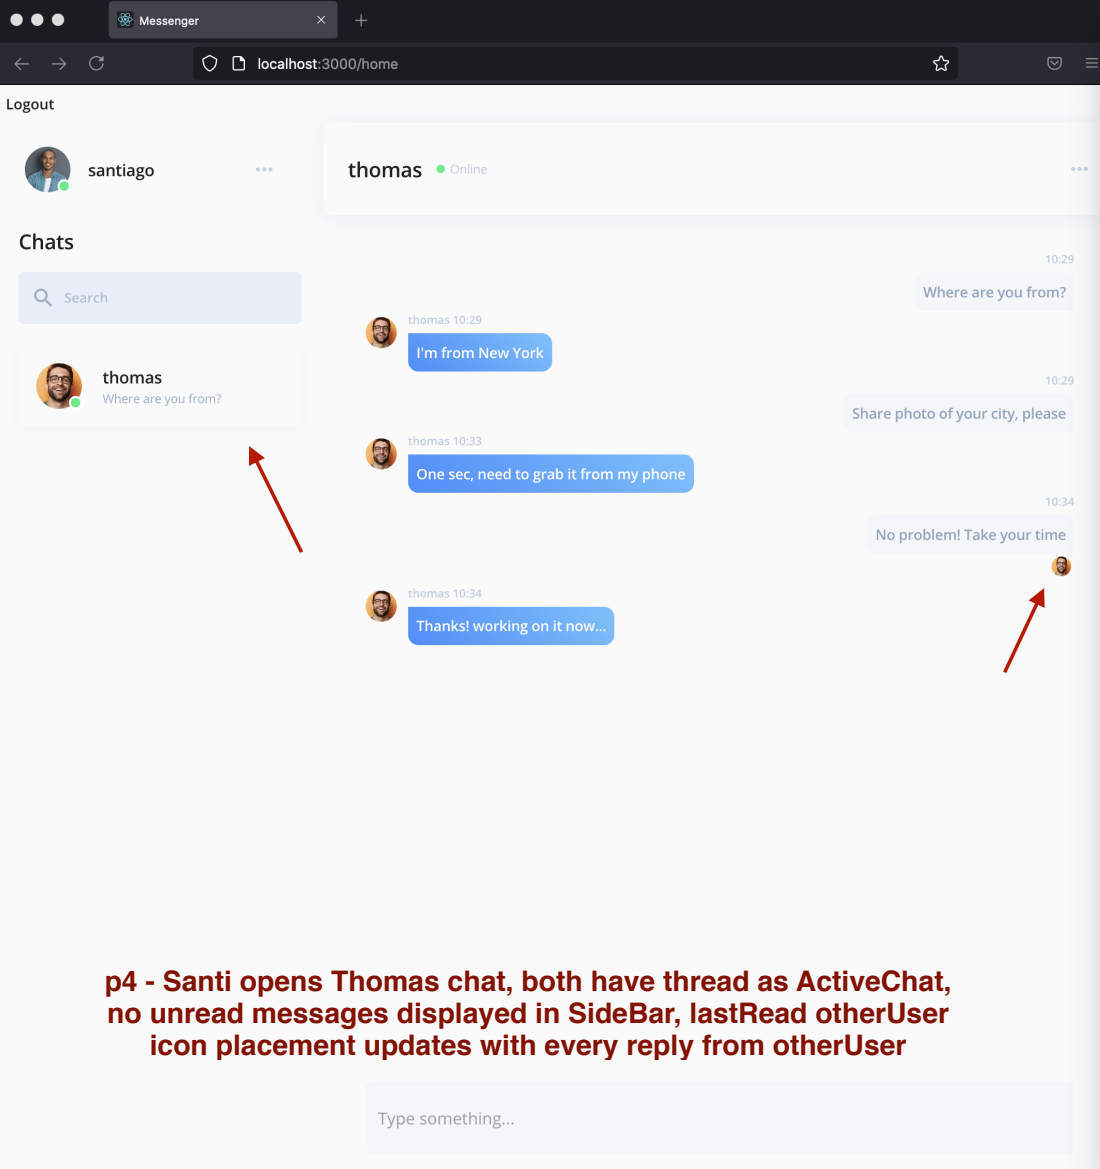 Messenger
localhost:3000/home
Logout
santiago
thomas
Online
Chats
Search
thomas
Where are you from?
10:29
Where are you from?
thomas 10:29
I'm from New York
10:29
Share photo of your city, please
thomas 10:33
One sec, need to grab it from my phone
10:34
No problem! Take your time
thomas 10:34
Thanks! working on it now...
p4 - Santi opens Thomas chat, both have thread as ActiveChat,
no unread messages displayed in SideBar, lastRead otherUser
icon placement updates with every reply from otherUser
Type something...